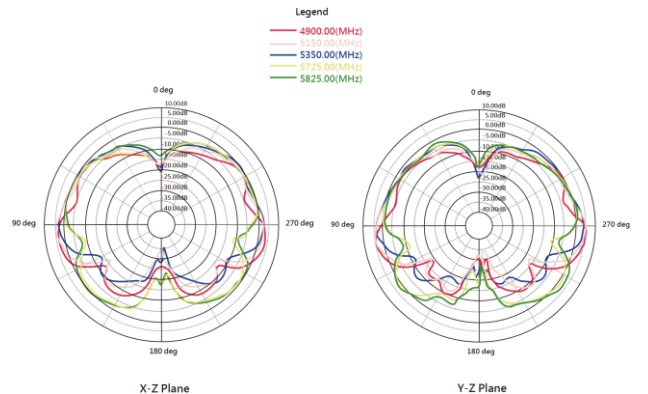 Legend
4900.00(MHz)
5150.00(MHz)
5350.00(MHz)
5725.00(MHz)
5825.00(MHz)
0 deg
10.00dB
5.00dB
0.00dB
-10.00dB
-20.00dB
-25.00dB
-30.00dB
-35.00dB
-40.00dB
90 deg
270 deg
180 deg
X-Z Plane
0 deg
10.00dB
5.00dB
0.00dB
-5.00dB
-10.00dB
-25.00dB
-30.00dB
-35.00dB
-40.00dB
90 deg
270 deg
180 deg
Y-Z Plane